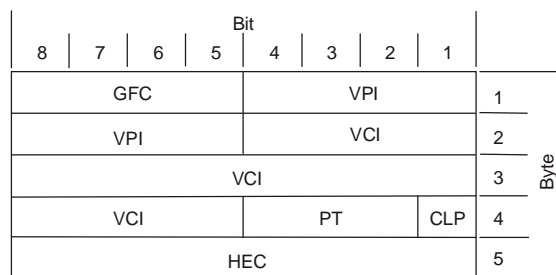 Bit
8 7 6 5 4 3 2 1
GFC VPI 1
VPI VCI 2
VCI 3
VCI PT CLP 4
HEC 5
Byte